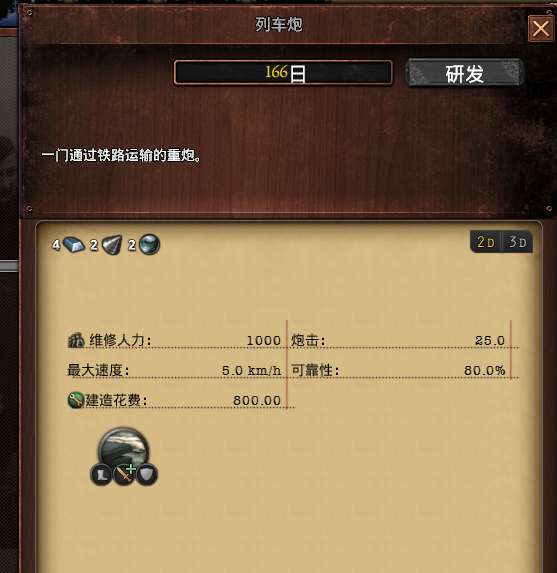 列车炮
166日 研发
一门通过铁路运输的重炮。
4 2 2 2D 3D
维修人力: 1000 炮击: 25.0
最大速度: 5.0 km/h 可靠性: 80.0%
建造花费: 800.00